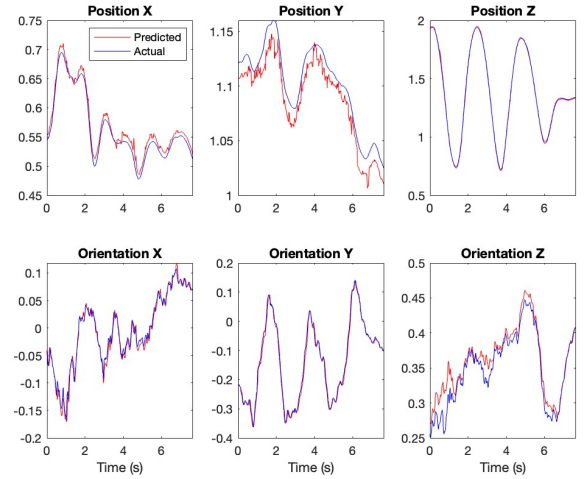 Position X
Position Y
Position Z
0.75
0.7
0.65
0.6
0.55
0.5
0.45
Predicted
Actual
1.15
1.1
1.05
1
2
1.5
1
0.5
0 2 4 6
0 2 4 6
0 2 4 6
Orientation X
Orientation Y
Orientation Z
0.1
0.05
0
-0.05
-0.1
-0.15
-0.2
0.2
0.1
0
-0.1
-0.2
-0.3
-0.4
0.5
0.45
0.4
0.35
0.3
0.25
0 2 4 6
0 2 4 6
0 2 4 6
Time (s)
Time (s)
Time (s)